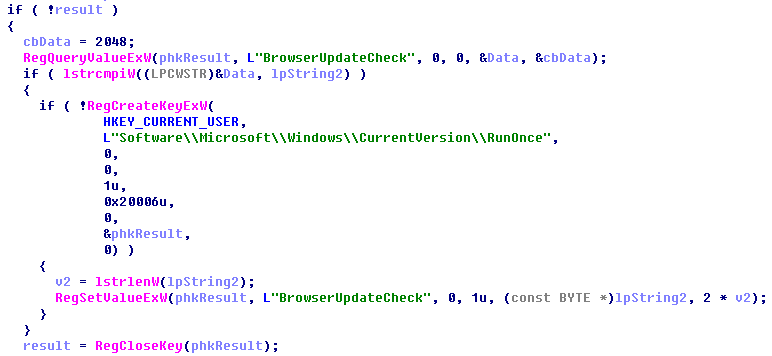 if ( !result )
{
cbData = 2048;
RegQueryValueExW(phkResult, L"BrowserUpdateCheck", 0, 0, &Data, &cbData);
if ( lstrcmpiW((LPCWSTR)&Data, lpString2) )
{
if ( !RegCreateKeyExW(
HKEY_CURRENT_USER,
L"Software\\Microsoft\\Windows\\CurrentVersion\\RunOnce",
0,
0,
1u,
0x20006u,
0,
&phkResult,
0) )
{
v2 = lstrlenW(lpString2);
RegSetValueExW(phkResult, L"BrowserUpdateCheck", 0, 1u, (const BYTE *)lpString2, 2 * v2);
}
}
result = RegCloseKey(phkResult);